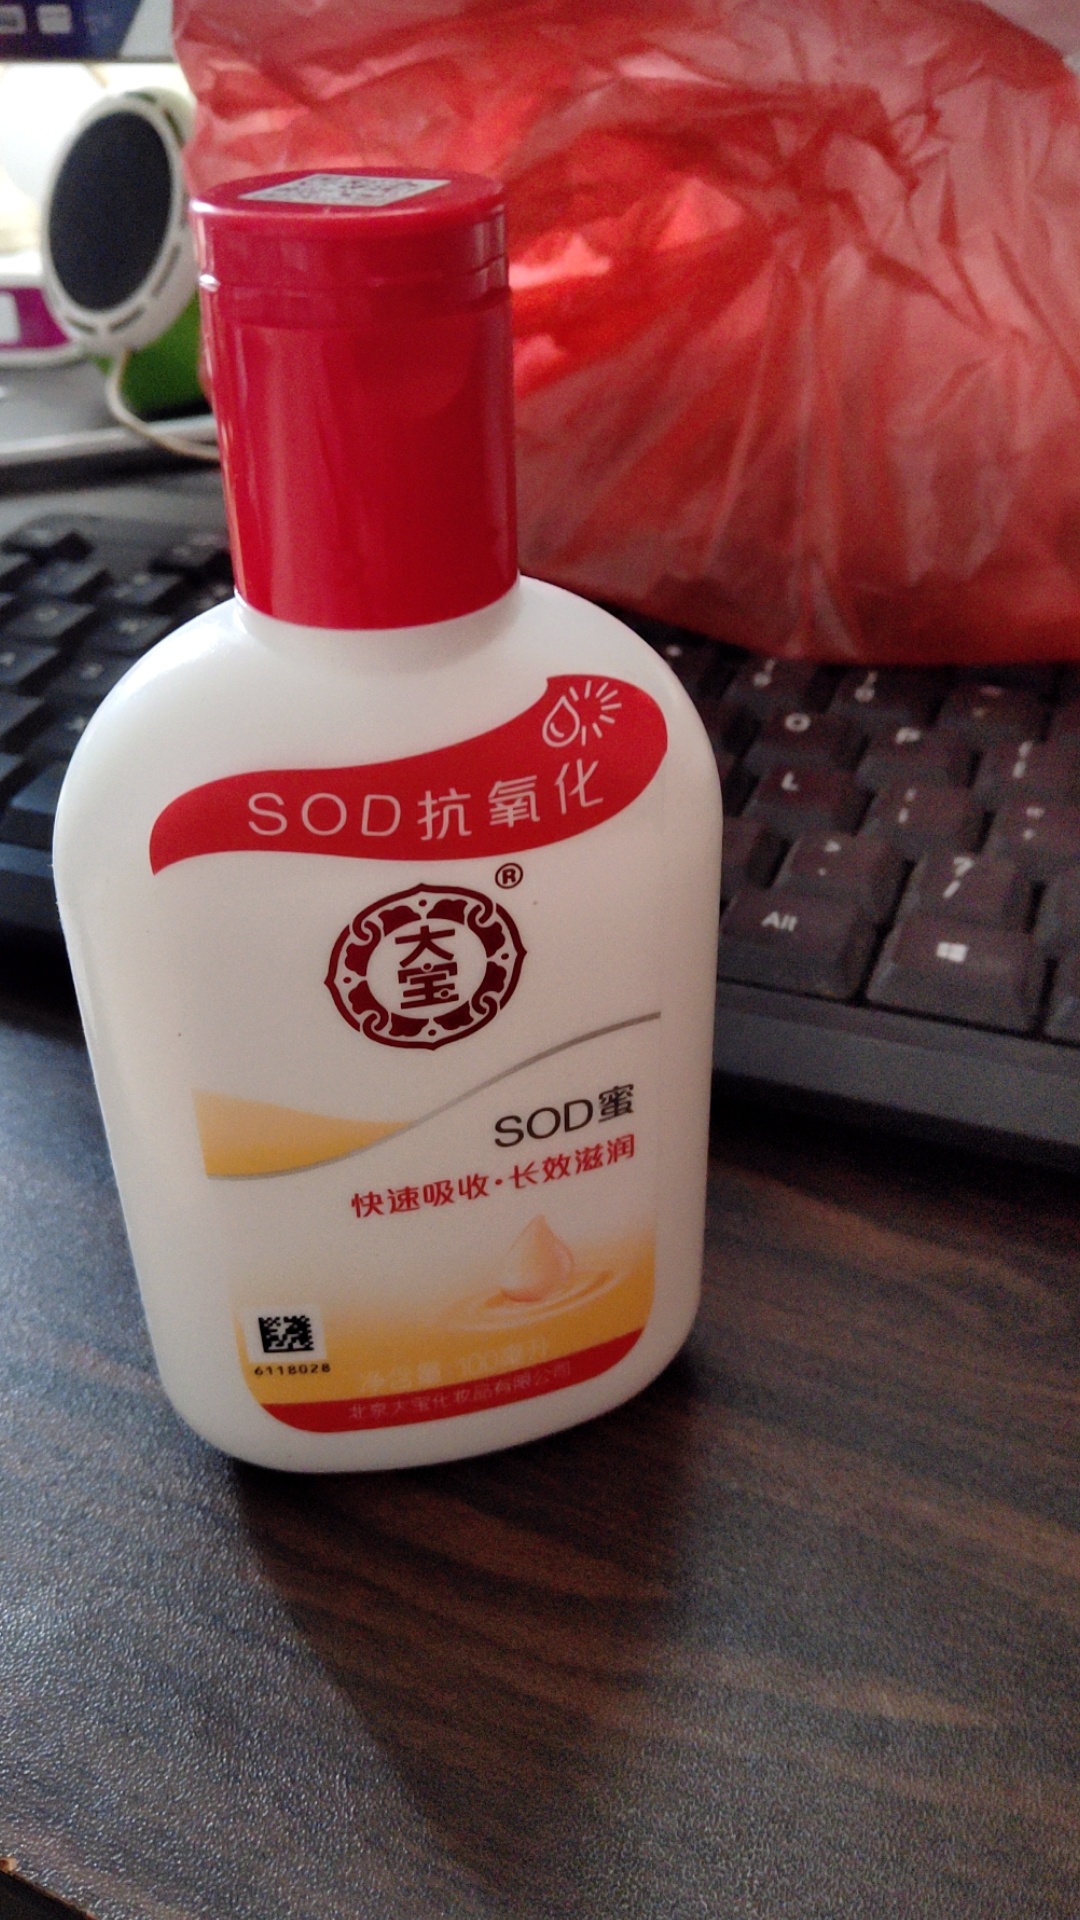 SOD抗氧化
®
大宝
SOD蜜
快速吸收·长效滋润
6118028
净含量 100毫升
北京大宝化妆品有限公司
O
P
L
>
.
?
/
Alt